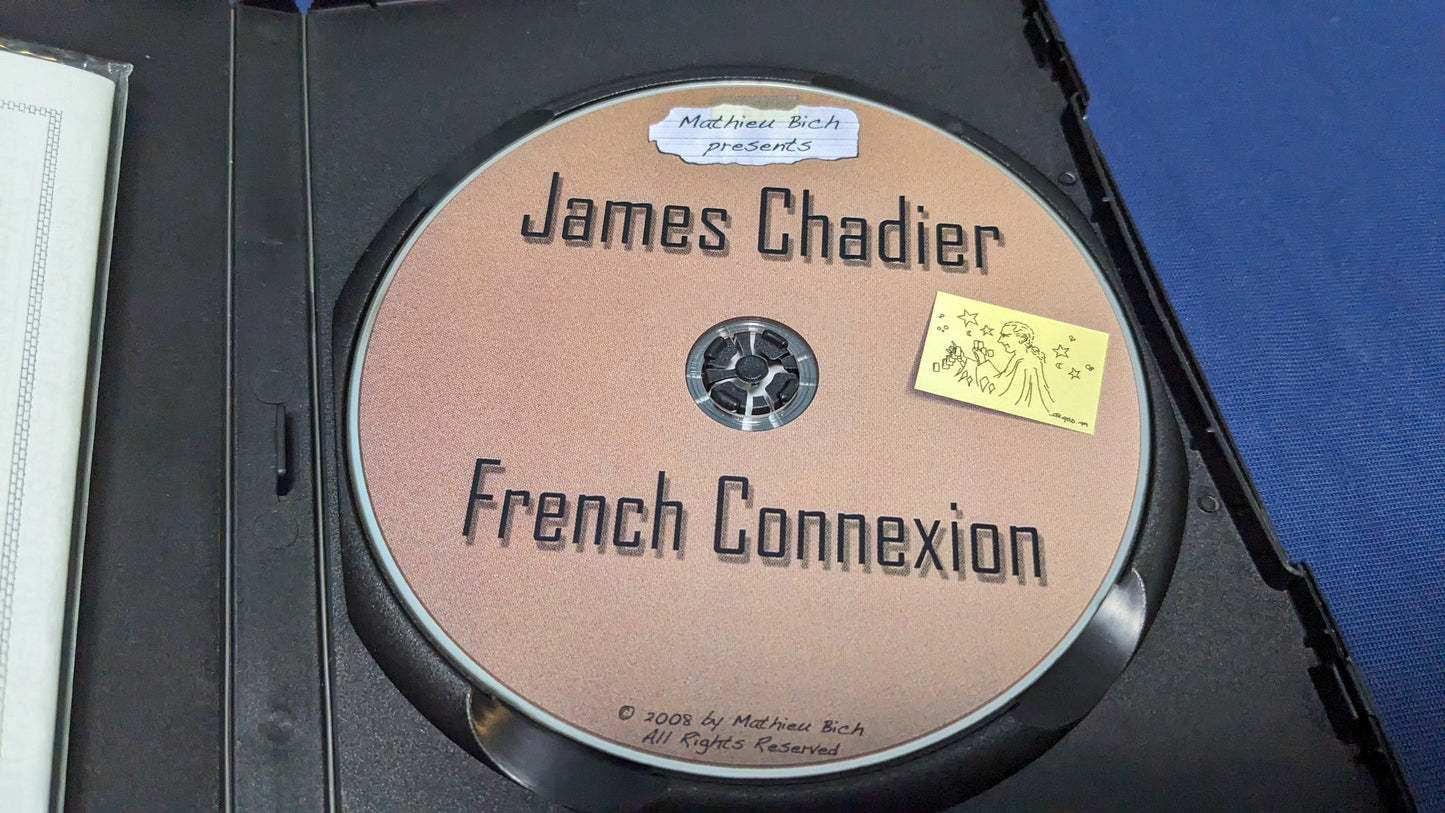 Mathieu Bich
presents
James Chadier
French Connexion
© 2008 by Mathieu Bich
All Rights Reserved